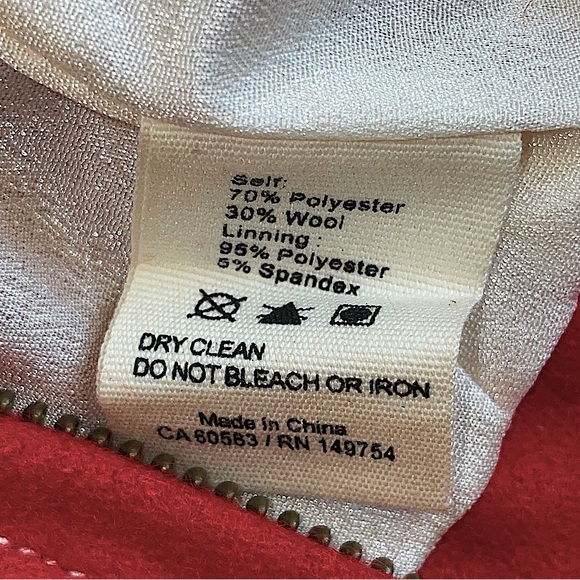 Self:
70% Polyester
30% Wool
Linning :
95% Polyester
5% Spandex
DRY CLEAN
DO NOT BLEACH OR IRON
Made In China
CA 60583 / RN 149754